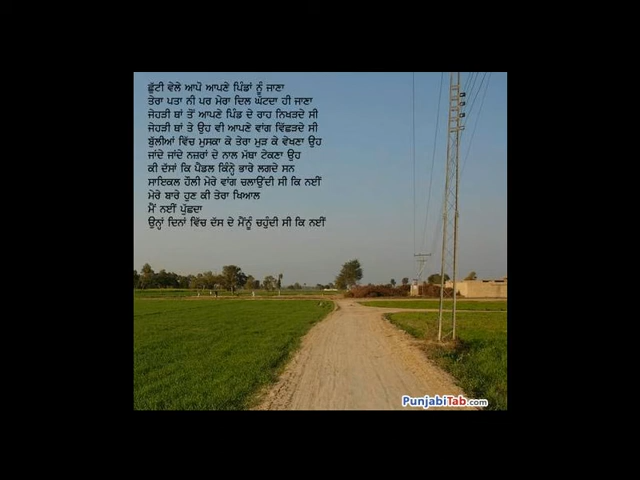 ਛੁੱਟੀ ਵੇਲੇ ਆਪੋ ਆਪਣੇ ਪਿੰਡਾਂ ਨੂੰ ਜਾਣਾ
ਤੇਰਾ ਪਤਾ ਨੀ ਪਰ ਮੇਰਾ ਦਿਲ ਘੱਟਦਾ ਹੀ ਜਾਣਾ
ਜੇਹੜੀ ਥਾਂ ਤੋਂ ਆਪਣੇ ਪਿੰਡ ਦੇ ਰਾਹ ਨਿਖੜਦੇ ਸੀ
ਜੇਹੜੀ ਥਾਂ ਤੇ ਉਹ ਵੀ ਆਪਣੇ ਵਾਂਗ ਵਿੱਛੜਦੇ ਸੀ
ਬੁੱਲੀਆਂ ਵਿੱਚ ਮੁਸਕਾ ਕੇ ਤੇਰਾ ਮੁੜ ਕੇ ਵੇਖਣਾ ਉਹ
ਜਾਂਦੇ ਜਾਂਦੇ ਨਜ਼ਰਾਂ ਦੇ ਨਾਲ ਮੱਥਾ ਟੇਕਣਾ ਉਹ
ਕੀ ਦੱਸਾਂ ਕਿ ਪੈਡਲ ਕਿੰਨ੍ਹੇ ਭਾਰੇ ਲਗਦੇ ਸਨ
ਸਾਇਕਲ ਹੌਲੀ ਮੇਰੇ ਵਾਂਗ ਚਲਾਉਂਦੀ ਸੀ ਕਿ ਨਈਂ
ਮੇਰੇ ਬਾਰੇ ਹੁਣ ਕੀ ਤੇਰਾ ਖਿਆਲ
ਮੈਂ ਨਈਂ ਪੁੱਛਦਾ
ਉਨ੍ਹਾਂ ਦਿਨਾਂ ਵਿੱਚ ਦੱਸ ਦੇ ਮੈਂਨੂੰ ਚਹੁੰਦੀ ਸੀ ਕਿ ਨਈਂ
PunjabiTab.com